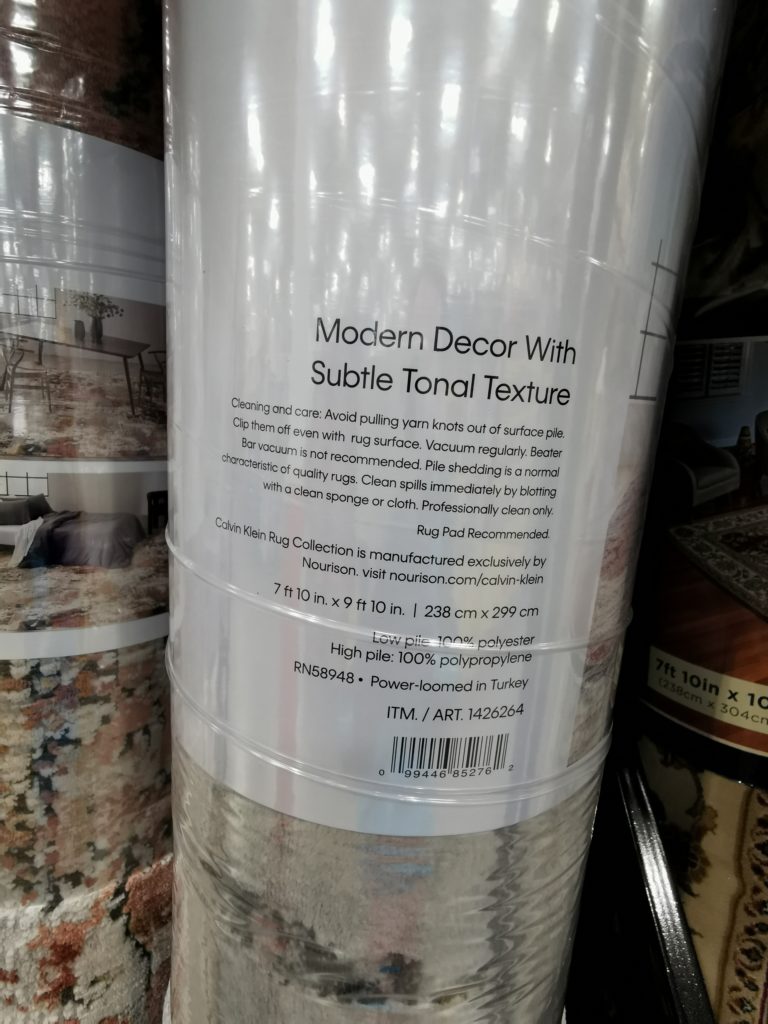 Modern Decor With
Subtle Tonal Texture
Cleaning and care: Avoid pulling yarn knots out of surface pile.
Clip them off even with rug surface. Vacuum regularly. Beater
Bar vacuum is not recommended. Pile shedding is a normal
characteristic of quality rugs. Clean spills immediately by blotting
with a clean sponge or cloth. Professionally clean only.
Rug Pad Recommended.
Calvin Klein Rug Collection is manufactured exclusively by
Nourison. visit nourison.com/calvin-klein
7 ft 10 in. x 9 ft 10 in. | 238 cm x 299 cm
Low pile: 100% polyester
High pile: 100% polypropylene
RN58948 • Power-loomed in Turkey
ITM. / ART. 1426264
0 99446 85276 2
7ft 10in x 10
(238cm x 304cm